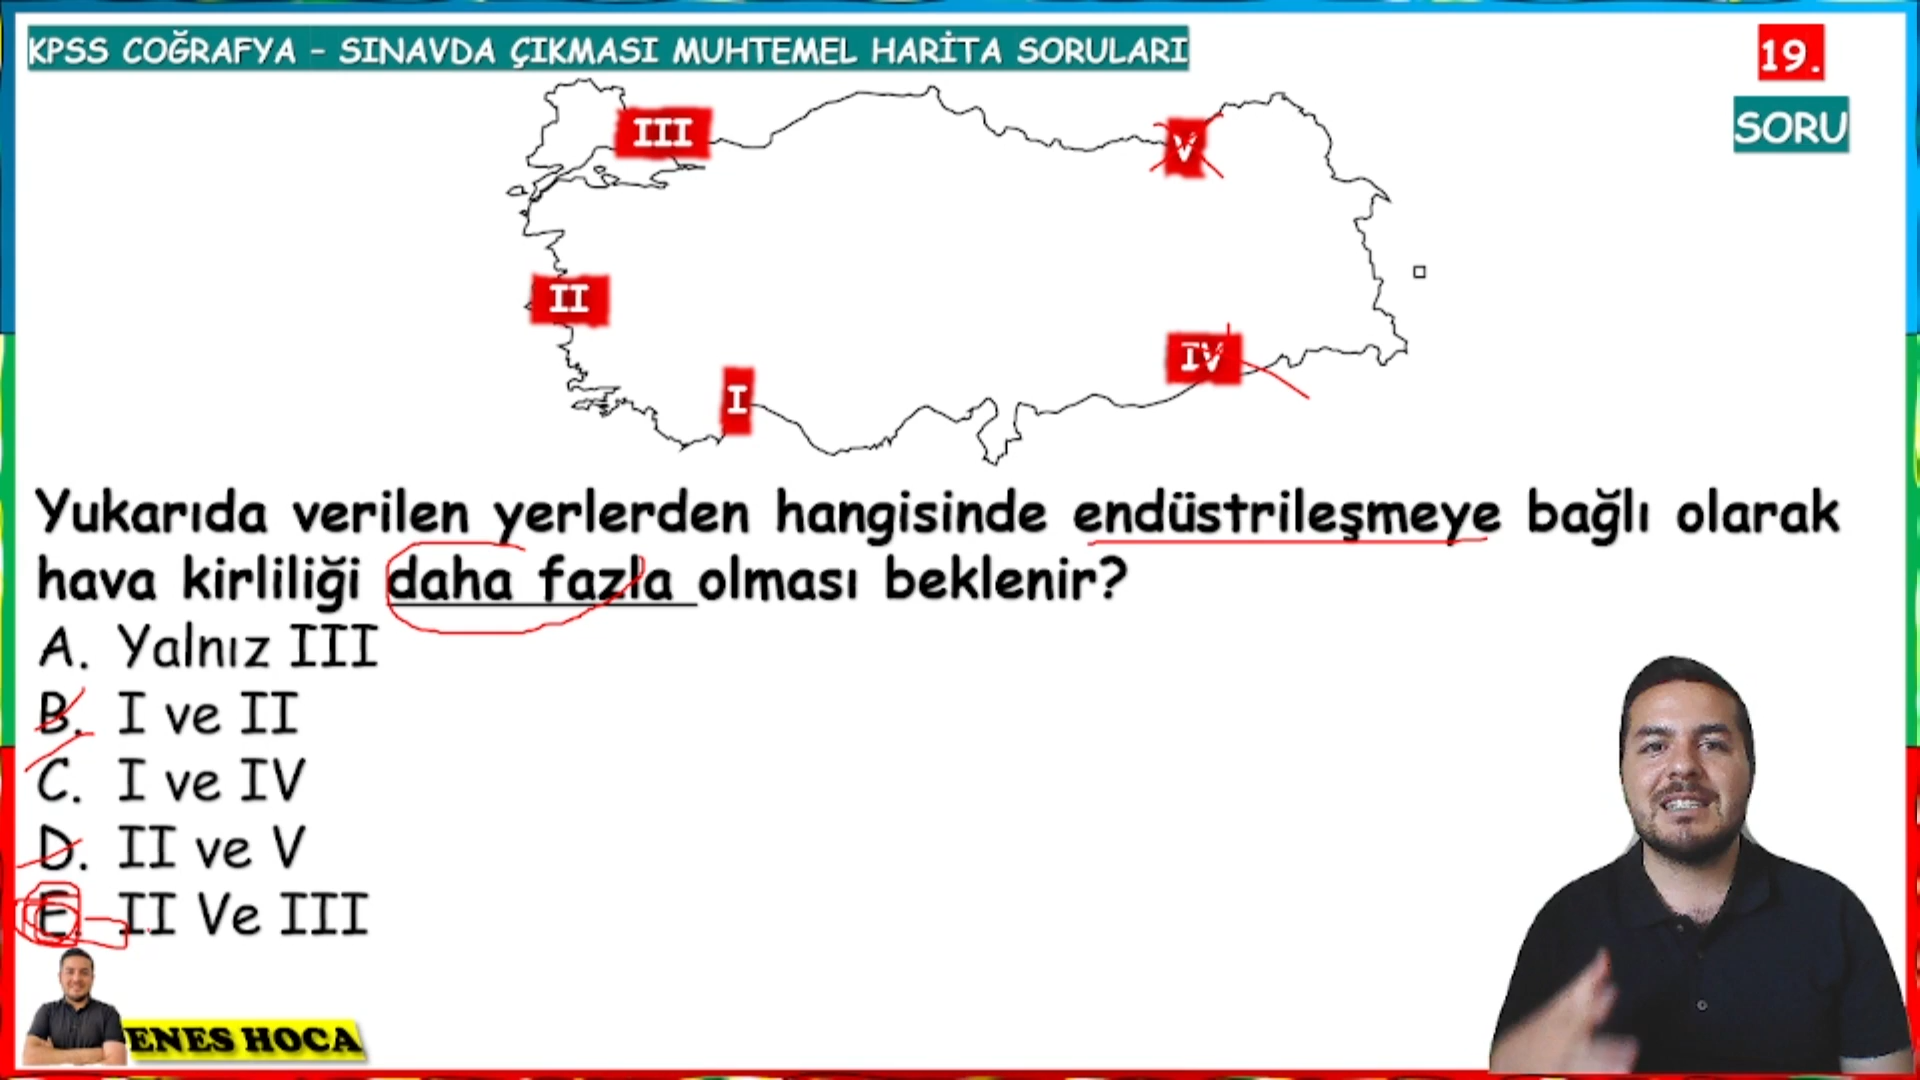 KPSS COĞRAFYA – SINAVDA ÇIKMASI MUHTEMEL HARİTA SORULARI
19.
SORU
III
V
II
IV
I
Yukarıda verilen yerlerden hangisinde endüstrileşmeye bağlı olarak
hava kirliliği daha fazla olması beklenir?
A. Yalnız III
B. I ve II
C. I ve IV
D. II ve V
E. II Ve III
ENES HOCA